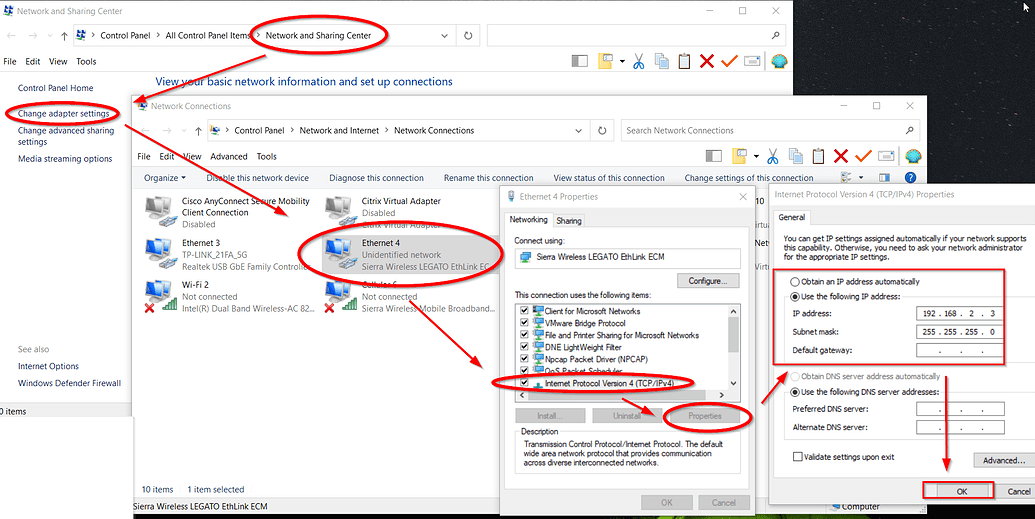 Network and Sharing Center
Control Panel
All Control Panel Items
Network and Sharing Center
File Edit View Tools
Control Panel Home
Change adapter settings
Change advanced sharing
settings
Media streaming options
See also
Internet Options
Windows Defender Firewall
0 items
View your basic network information and set up connections
Network Connections
Control Panel
Network and Internet
Network Connections
Search Network Connections
File Edit View Advanced Tools
Organize
Disable this network device
Diagnose this connection
Rename this connection
View status of this connection
Change settings of this connection
Cisco AnyConnect Secure Mobility
Client Connection
Disabled
Citrix Virtual Adapter
Disabled
Citrix Virtual Adapter
Ethernet 3
TP-LINK_21FA_5G
Realtek USB GbE Family Controlle
Ethernet 4
Unidentified network
Sierra Wireless LEGATO EthLink EC
Wi-Fi 2
Not connected
Intel(R) Dual Band Wireless-AC 82...
Cellular 6
Not connected
Sierra Wireless Mobile Broadband...
10 items 1 item selected
Sierra Wireless LEGATO EthLink ECM
Computer
Ethernet 4 Properties
Networking
Sharing
Connect using:
Sierra Wireless LEGATO EthLink ECM
Configure...
This connection uses the following items:
Client for Microsoft Networks
VMware Bridge Protocol
File and Printer Sharing for Microsoft Networks
DNE LightWeight Filter
Npcap Packet Driver (NPCAP)
QoS Packet Scheduler
Internet Protocol Version 4 (TCP/IPv4)
Install...
Uninstall
Properties
Description
Transmission Control Protocol/Internet Protocol. The default
wide area network protocol that provides communication
across diverse interconnected networks.
OK
Cancel
Internet Protocol Version 4 (TCP/IPv4) Properties
General
You can get IP settings assigned automatically if your network supports
this capability. Otherwise, you need to ask your network administrator
for the appropriate IP settings.
Obtain an IP address automatically
Use the following IP address:
IP address: 192 . 168 . 2 . 3
Subnet mask: 255 . 255 . 255 . 0
Default gateway: . . .
Obtain DNS server address automatically
Use the following DNS server addresses:
Preferred DNS server: . . .
Alternate DNS server: . . .
Validate settings upon exit
Advanced...
OK
Cancel